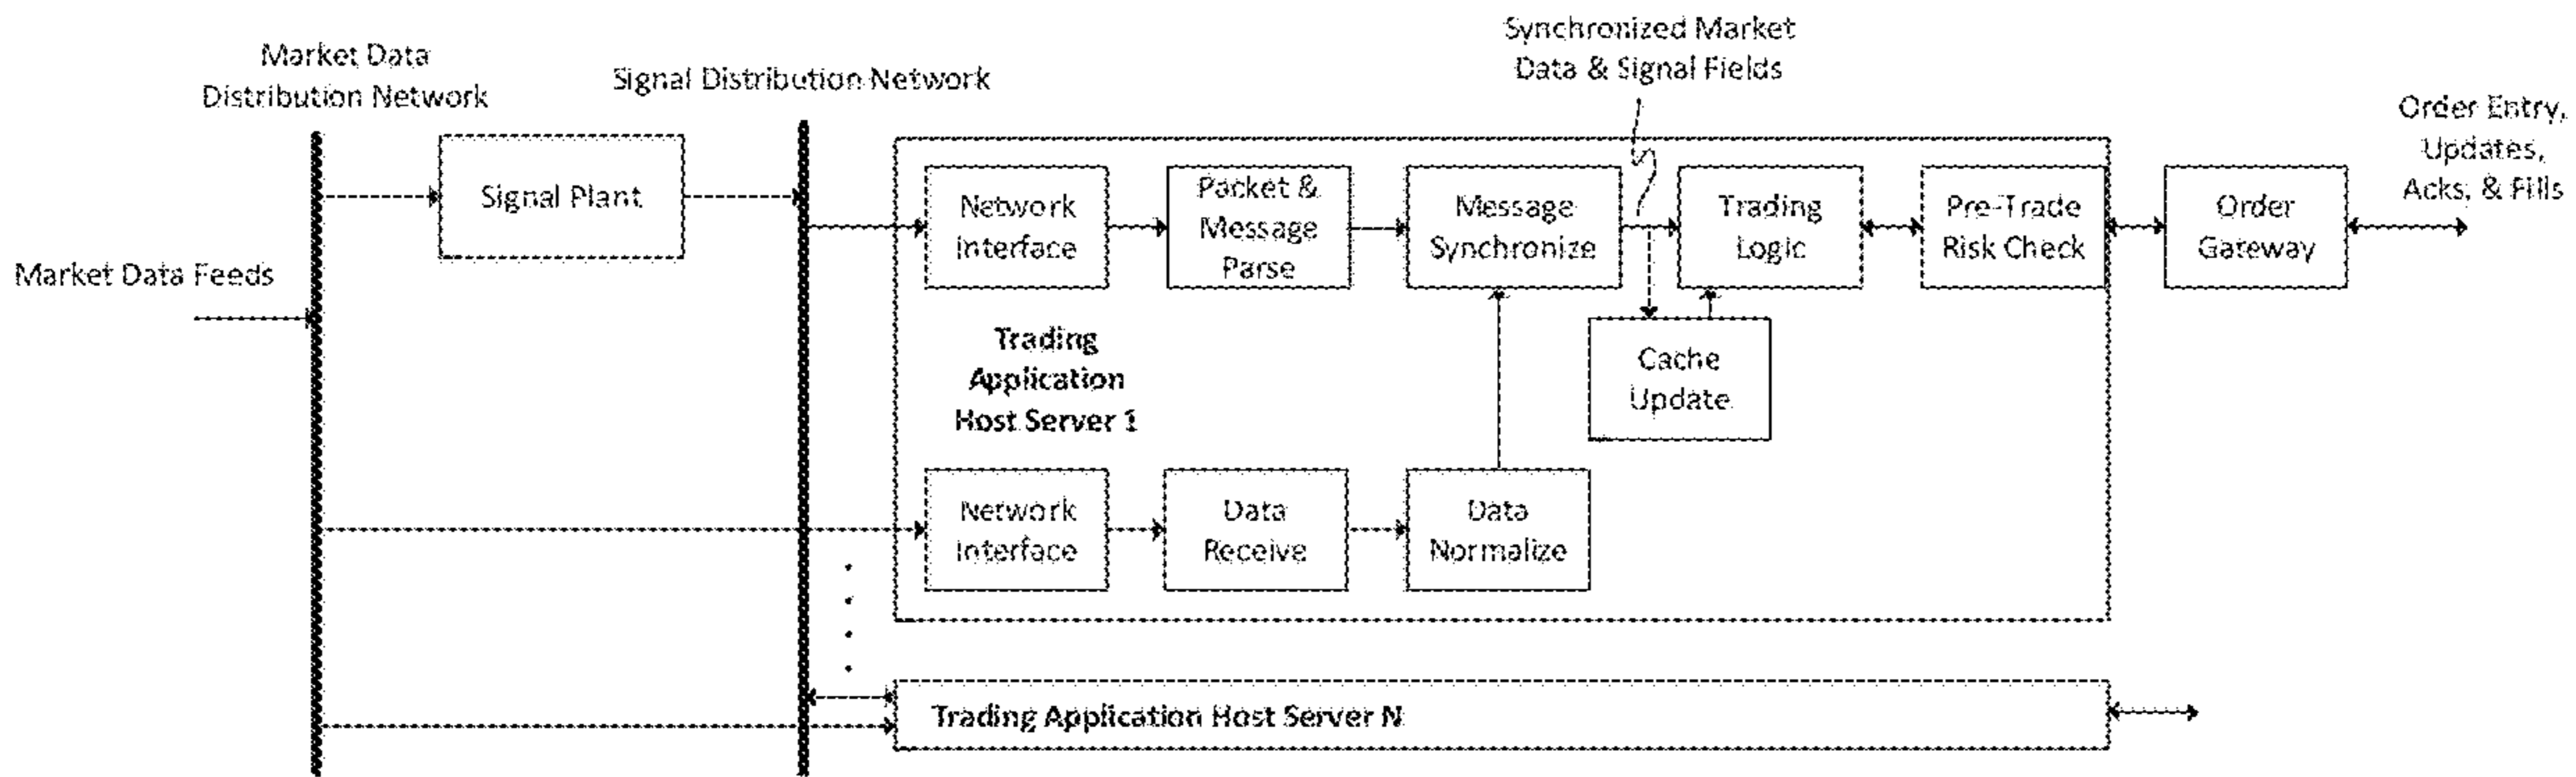 Market Data
Distribution Network
Signal Distribution Network
Synchronized Market
Data & Signal Fields
Order Entry,
Updates,
Acks, & Fills
Signal Plant
Market Data Feeds
Network
Interface
Packet &
Message
Parse
Message
Synchronize
Trading
Logic
Pre-Trade
Risk Check
Order
Gateway
Trading
Application
Host Server 1
Cache
Update
Network
Interface
Data
Receive
Data
Normalize
Trading Application Host Server N